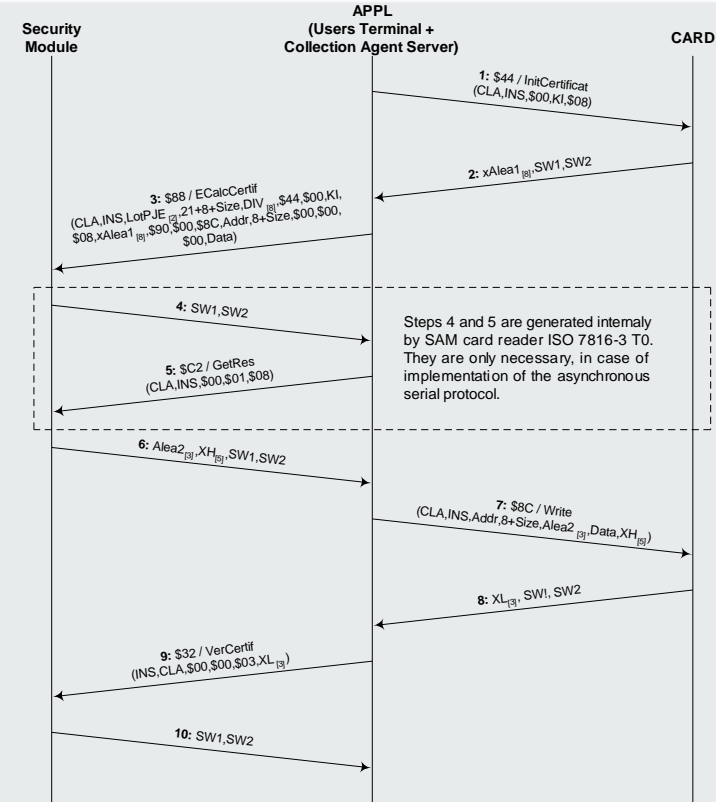 Security
Module
APPL
(Users Terminal +
Collection Agent Server)
CARD
1: $44 / InitCertificat
(CLA,INS,$00,KI,$08)
2: xAlea1 [8],SW1,SW2
3: $88 / ECalcCertif
(CLA,INS,LotPJE [2],21+8+Size,DIV [8],$44,$00,KI,
$08,xAlea1 [8],$90,$00,$8C,Addr,8+Size,$00,$00,
$00,Data)
4: SW1,SW2
Steps 4 and 5 are generated internaly
by SAM card reader ISO 7816-3 T0.
They are only necessary, in case of
implementation of the asynchronous
serial protocol.
5: $C2 / GetRes
(CLA,INS,$00,$01,$08)
6: Alea2[3],XH[5],SW1,SW2
7: $8C / Write
(CLA,INS,Addr,8+Size,Alea2 [3],Data,XH[5])
8: XL[3], SW!, SW2
9: $32 / VerCertif
(INS,CLA,$00,$00,$03,XL [3])
10: SW1,SW2